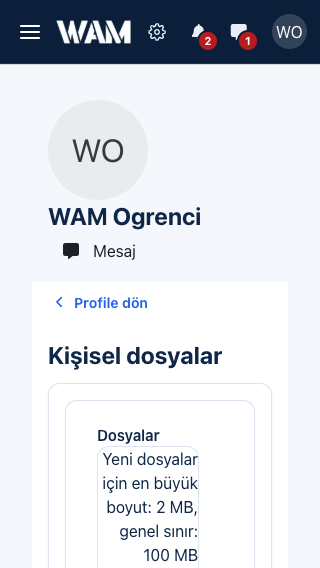 WAM
2
1
WO
WO
WAM Ogrenci
Mesaj
Profile dön
Kişisel dosyalar
Dosyalar
Yeni dosyalar
için en büyük
boyut: 2 MB,
genel sınır:
100 MB